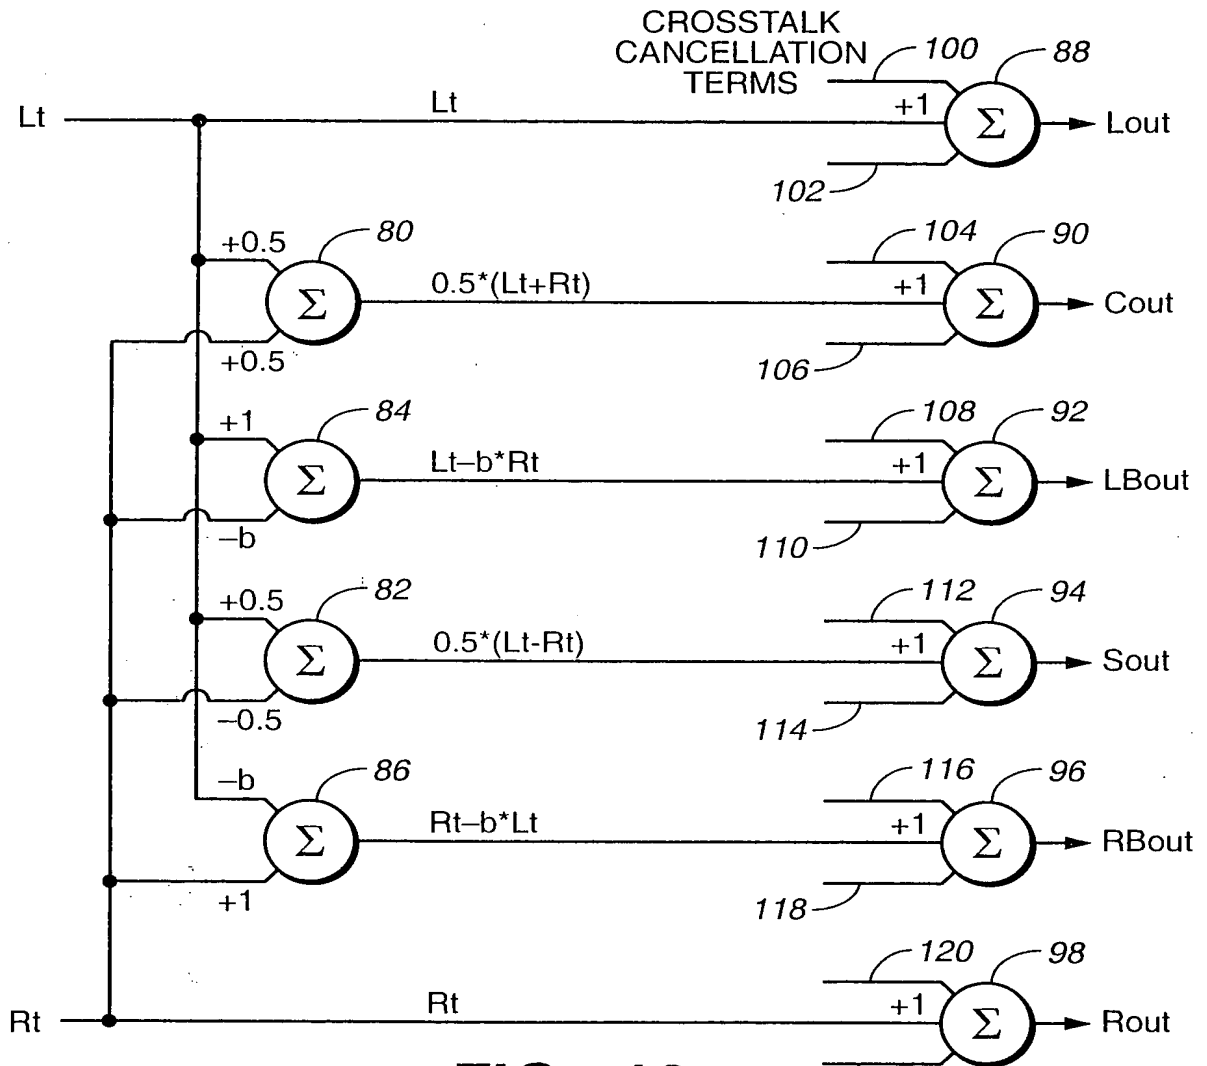 CROSSTALK
CANCELLATION
TERMS
100
88
Lt
Lt
+1
Σ
Lout
102
+0.5
80
Σ
0.5*(Lt+Rt)
+0.5
104
90
+1
Σ
Cout
106
+1
84
Σ
Lt–b*Rt
–b
108
92
+1
Σ
LBout
110
+0.5
82
Σ
0.5*(Lt-Rt)
–0.5
112
94
+1
Σ
Sout
114
–b
86
Σ
Rt–b*Lt
+1
116
96
+1
Σ
RBout
118
120
98
Rt
Rt
+1
Σ
Rout